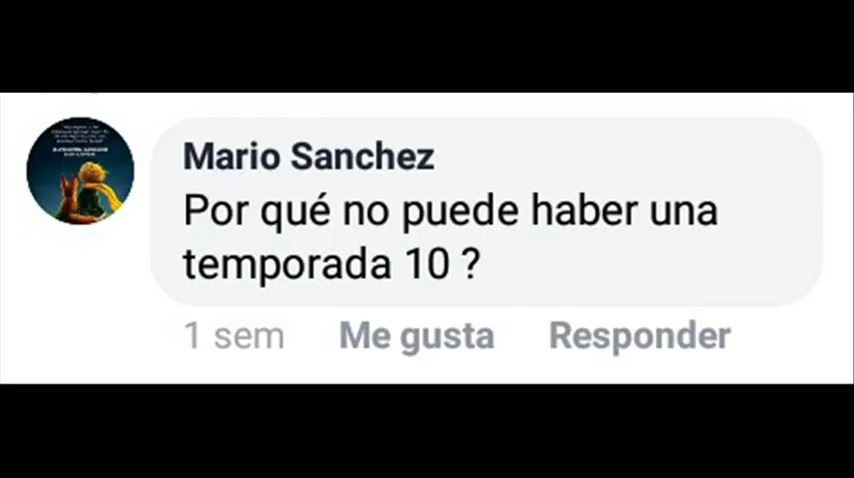 Mario Sanchez
Por qué no puede haber una
temporada 10 ?
1 sem Me gusta Responder